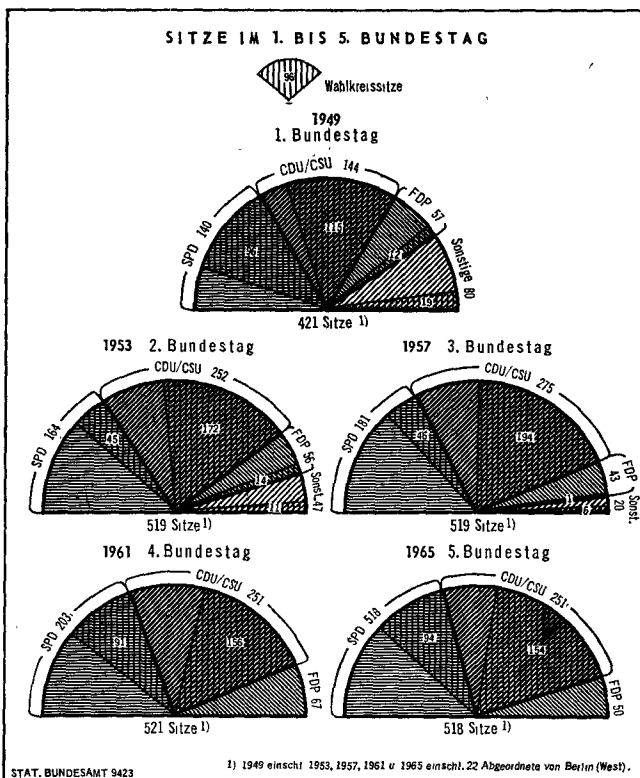 SITZE IM 1. BIS 5. BUNDESTAG
96
Wahlkreissitze
1949
1. Bundestag
SPD 140
CDU/CSU 144
FDP 57
Sonstige 80
115
12
421 Sitze 1)
1953 2. Bundestag
SPD 164
CDU/CSU 252
FDP 56
Sonst. 47
45
172
14
11
519 Sitze 1)
1957 3. Bundestag
SPD 181
CDU/CSU 275
FDP 43
Sonst. 20
46
194
1
6
519 Sitze 1)
1961 4. Bundestag
SPD 203
CDU/CSU 251
FDP 67
91
156
521 Sitze 1)
1965 5. Bundestag
SPD 518
CDU/CSU 251
FDP 50
94
154
518 Sitze 1)
STAT. BUNDESAMT 9423
1) 1949 einschl 1953, 1957, 1961 u 1965 einschl. 22 Abgeordnete von Berlin (West).